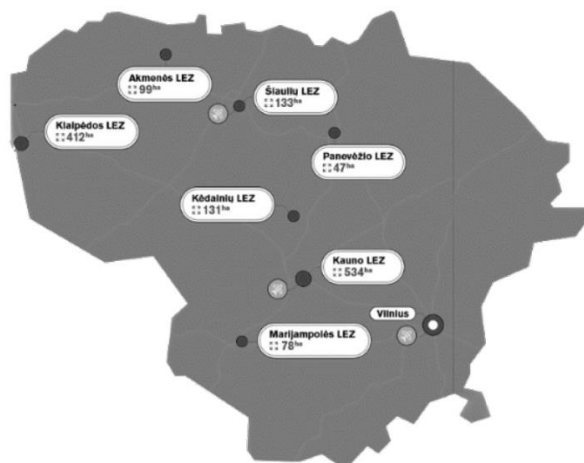 Akmenės LEZ
99ha
Šiaulių LEZ
133ha
Klaipėdos LEZ
412ha
Panevėžio LEZ
47ha
Kėdainių LEZ
131ha
Kauno LEZ
534ha
Vilnius
Marijampolės LEZ
78ha